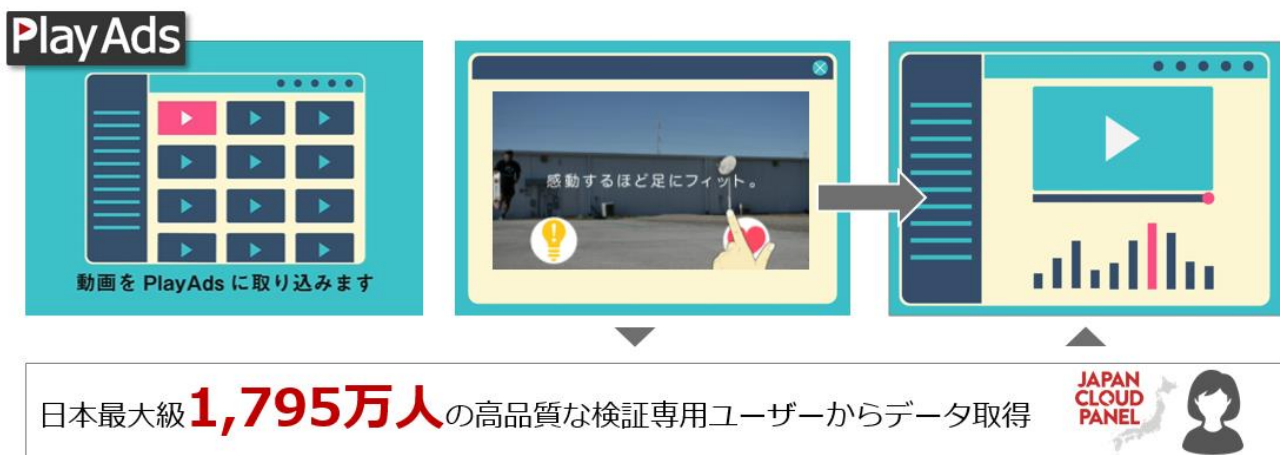 PlayAds
動画を PlayAds に取り込みます
感動するほど足にフィット。
日本最大級1,795万人の高品質な検証専用ユーザーからデータ取得
JAPAN
CLOUD
PANEL